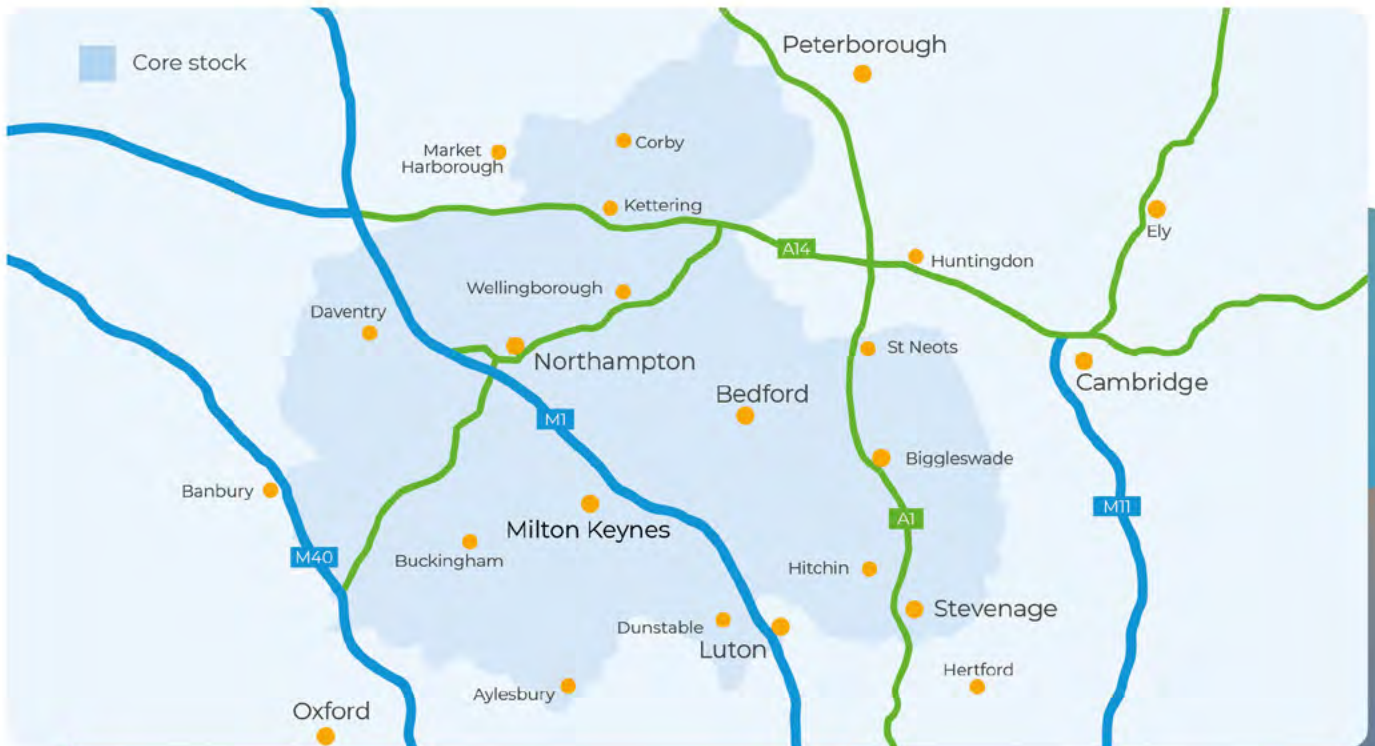 Core stock
Peterborough
Market
Harborough
Corby
Kettering
Ely
A14
Huntingdon
Wellingborough
Daventry
Northampton
St Neots
Cambridge
Bedford
M1
Biggleswade
Banbury
Milton Keynes
A1
M11
Buckingham
M40
Hitchin
Stevenage
Dunstable
Luton
Hertford
Aylesbury
Oxford